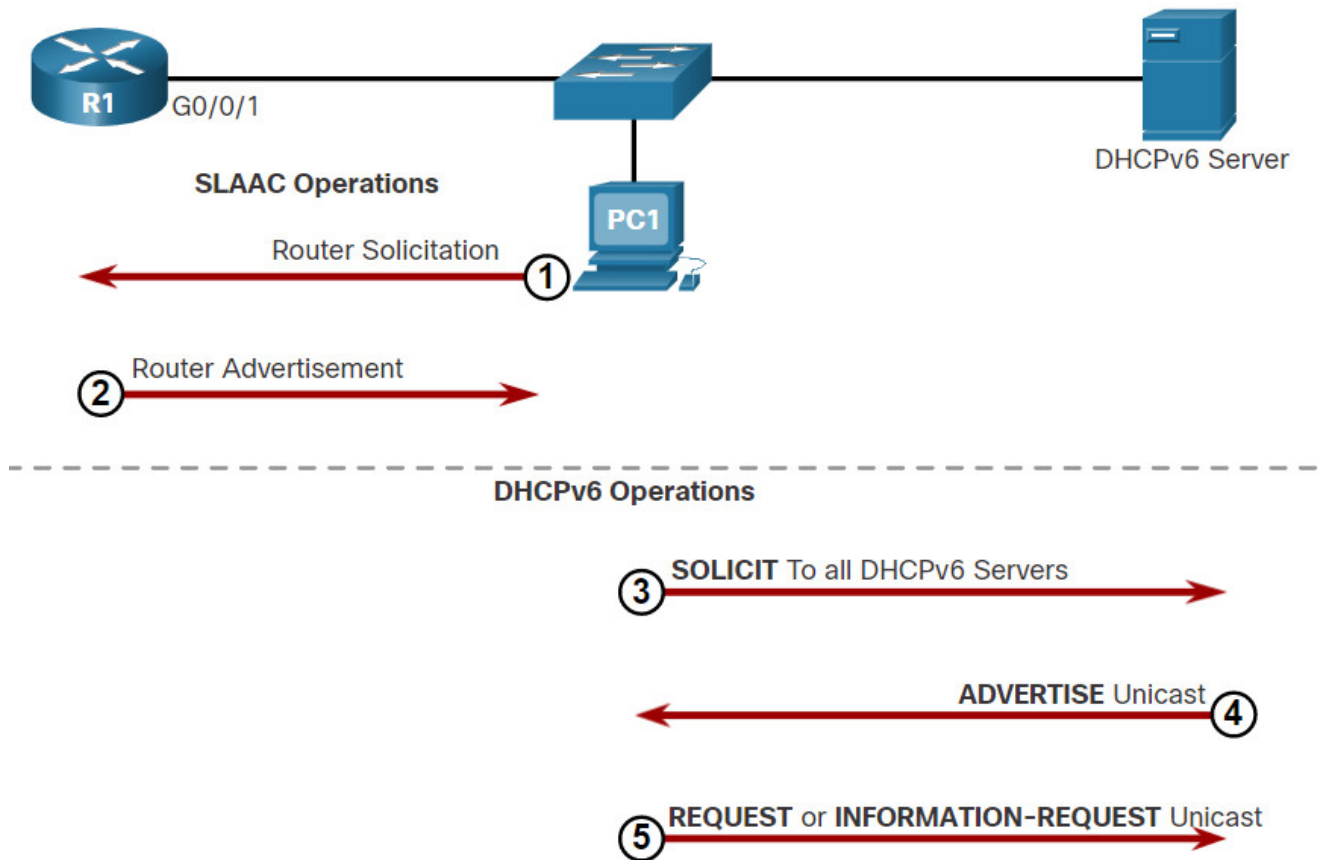 R1
G0/0/1
DHCPv6 Server
SLAAC Operations
PC1
Router Solicitation
1
Router Advertisement
2
DHCPv6 Operations
SOLICIT To all DHCPv6 Servers
3
ADVERTISE Unicast
4
REQUEST or INFORMATION-REQUEST Unicast
5